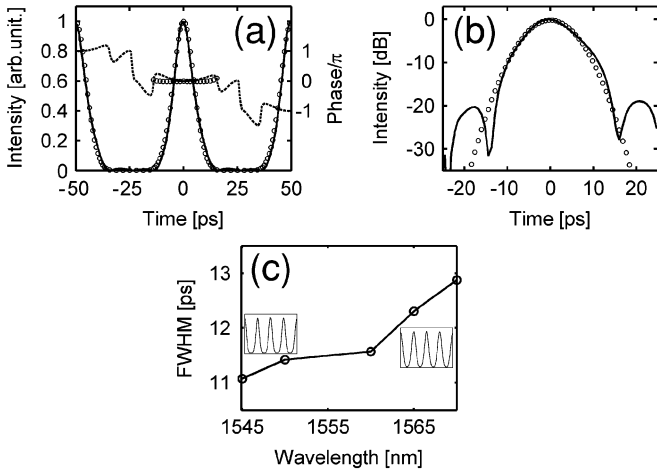 (a)
Intensity [arb.unit.]
1
0.8
0.6
0.4
0.2
0
-50
-25
0
25
50
Time [ps]
1
0
-1
Phase/π
(b)
Intensity [dB]
0
-10
-20
-30
-20
-10
0
10
20
Time [ps]
(c)
FWHM [ps]
13
12
11
1545
1555
1565
Wavelength [nm]